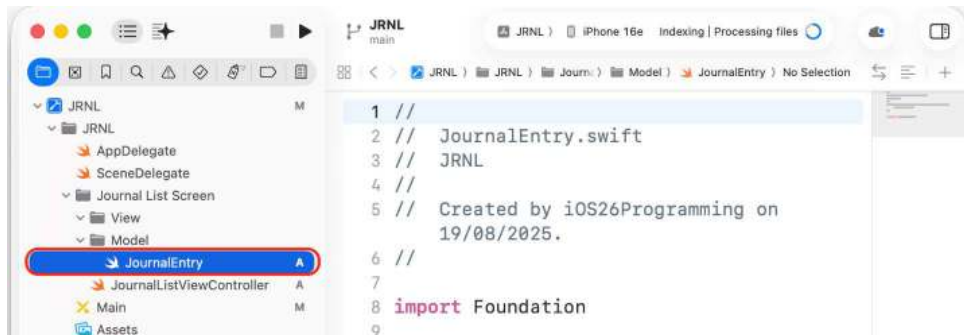 JRNL
main
JRNL 〉 iPhone 16e Indexing | Processing files
JRNL 〉 JRNL 〉 Journ 〉 Model 〉 JournalEntry 〉 No Selection
JRNL M
JRNL
AppDelegate
SceneDelegate
Journal List Screen
View
Model
JournalEntry A
JournalListViewController A
Main M
Assets
1 //
2 // JournalEntry.swift
3 // JRNL
4 //
5 // Created by iOS26Programming on
19/08/2025.
6 //
7
8 import Foundation
9